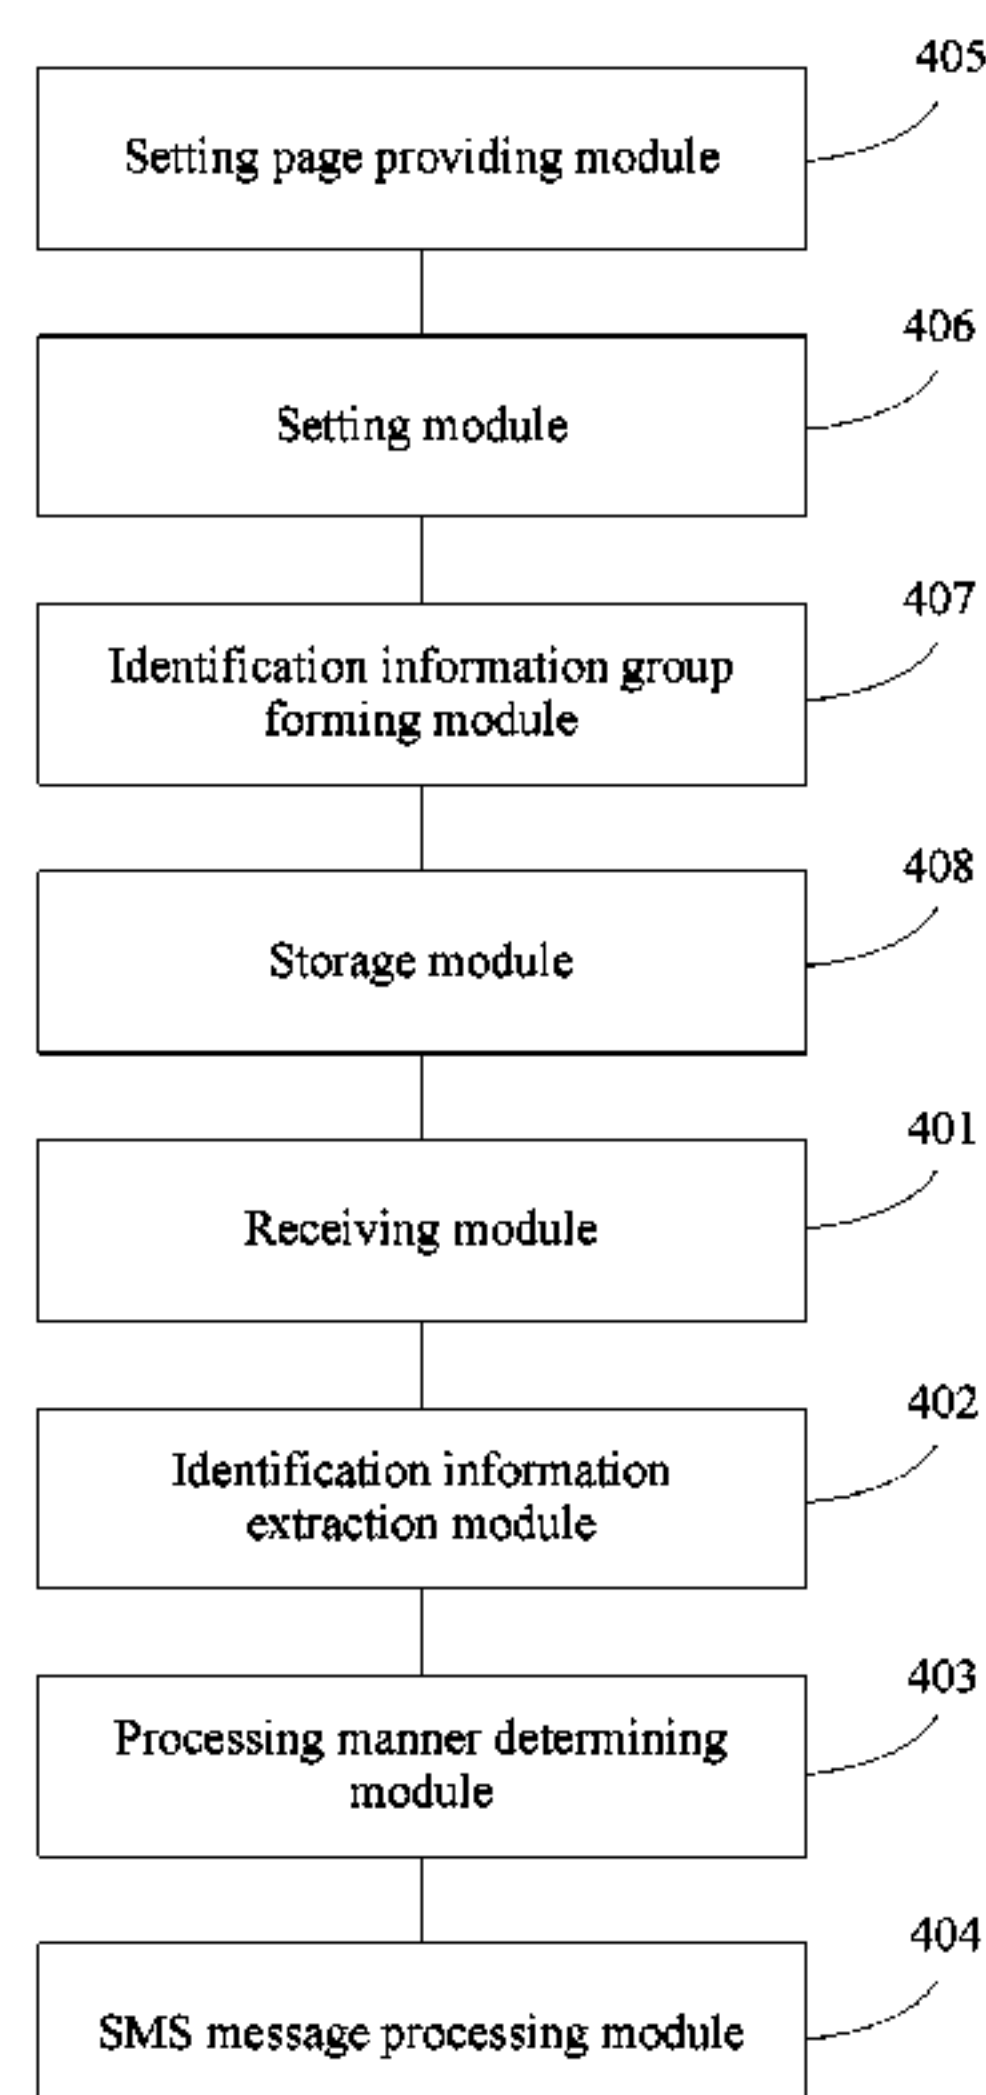 405
Setting page providing module
406
Setting module
407
Identification information group
forming module
408
Storage module
401
Receiving module
402
Identification information
extraction module
403
Processing manner determining
module
404
SMS message processing module